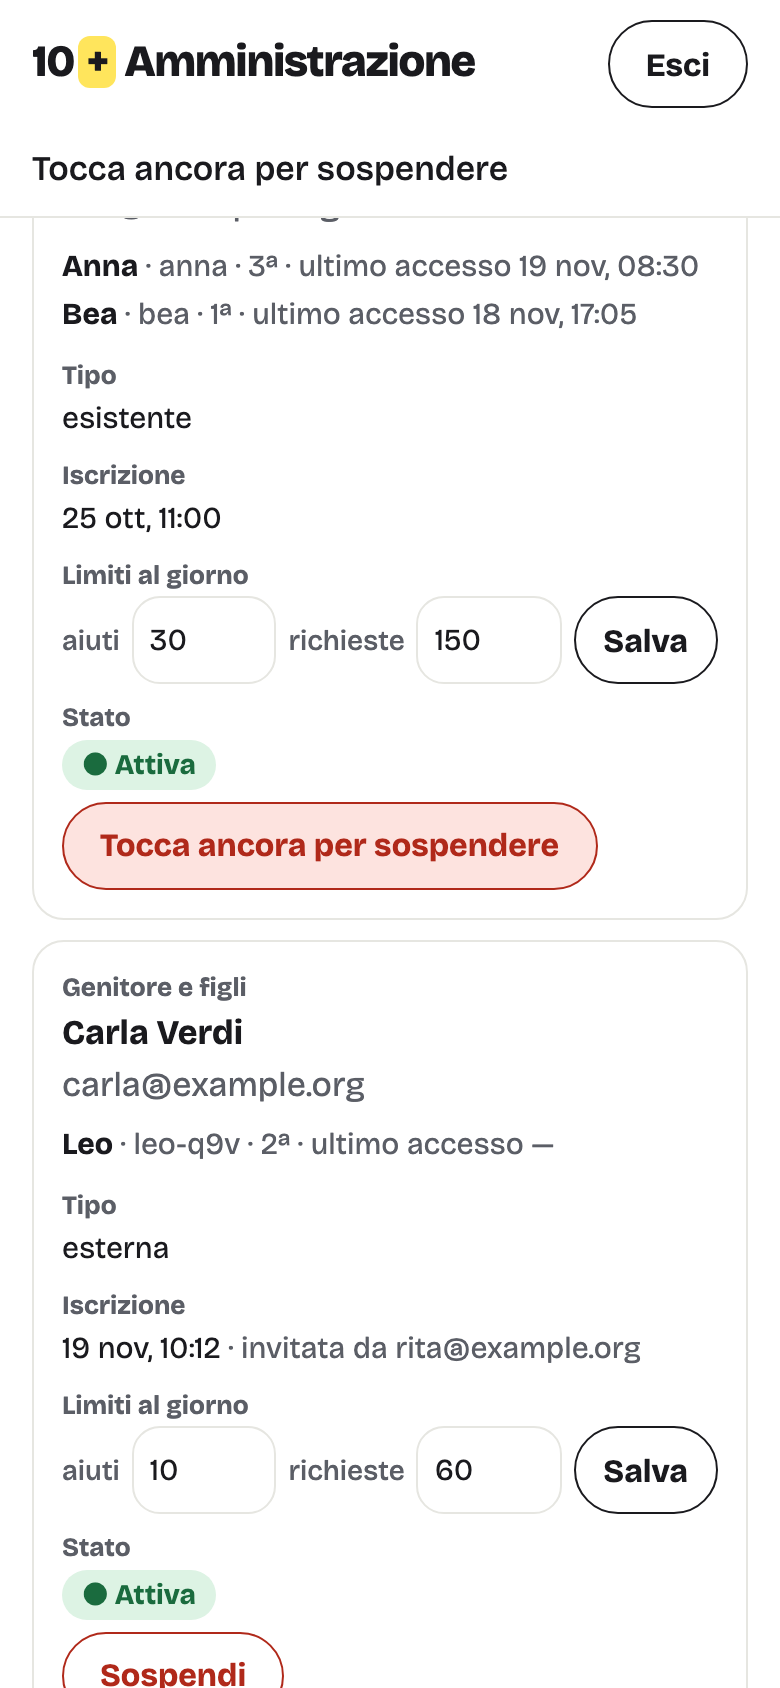 10+ Amministrazione
Esci
Tocca ancora per sospendere
Anna · anna · 3ª · ultimo accesso 19 nov, 08:30
Bea · bea · 1ª · ultimo accesso 18 nov, 17:05
Tipo
esistente
Iscrizione
25 ott, 11:00
Limiti al giorno
aiuti 30 richieste 150 Salva
Stato
Attiva
Tocca ancora per sospendere
Genitore e figli
Carla Verdi
carla@example.org
Leo · leo-q9v · 2ª · ultimo accesso —
Tipo
esterna
Iscrizione
19 nov, 10:12 · invitata da rita@example.org
Limiti al giorno
aiuti 10 richieste 60 Salva
Stato
Attiva
Sospendi